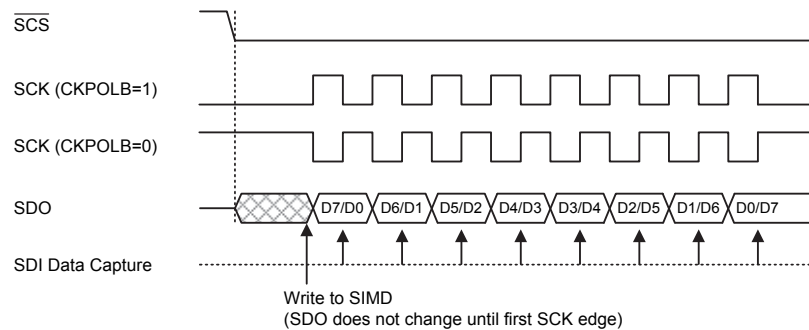 SCS
SCK (CKPOLB=1)
SCK (CKPOLB=0)
SDO
D7/D0 D6/D1 D5/D2 D4/D3 D3/D4 D2/D5 D1/D6 D0/D7
SDI Data Capture
Write to SIMD
(SDO does not change until first SCK edge)